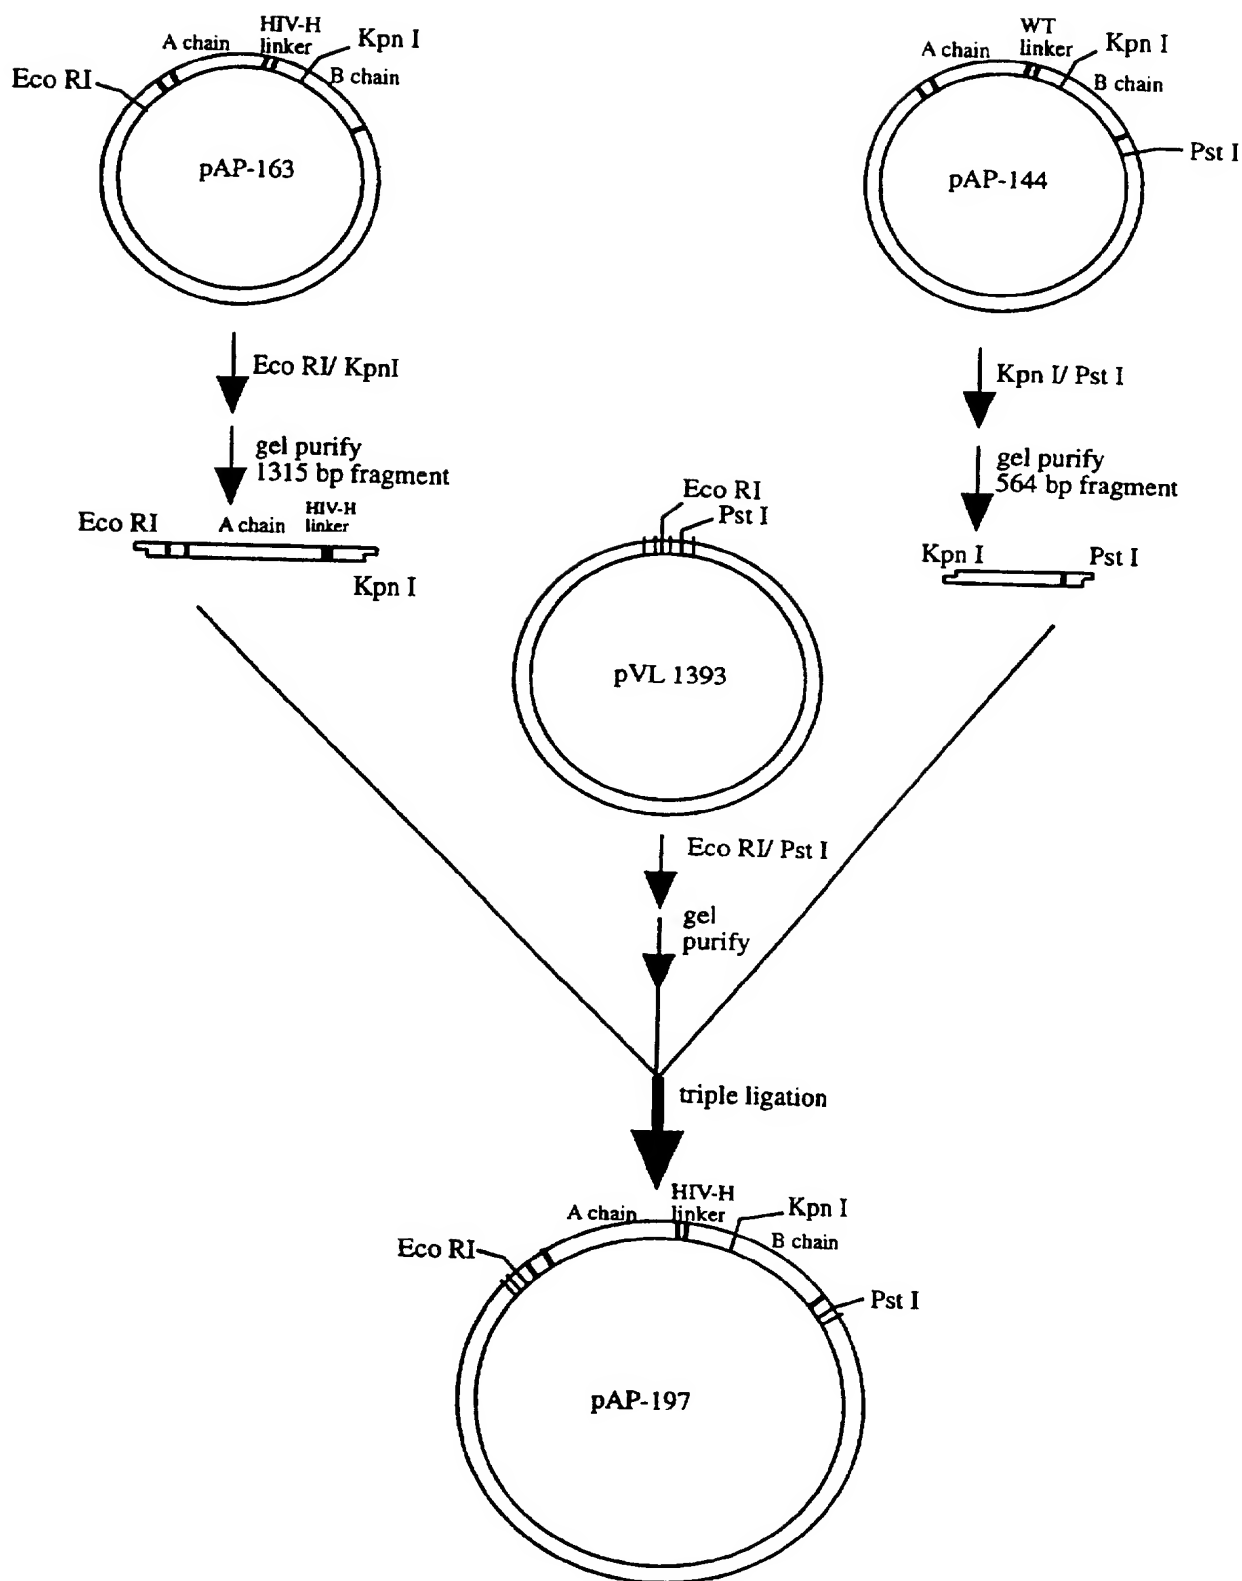 HIV-H
A chain
linker
Kpn I
B chain
Eco RI
pAP-163
WT
A chain
linker
Kpn I
B chain
Pst I
pAP-144
Eco RI/ KpnI
gel purify
1315 bp fragment
Kpn I/ Pst I
gel purify
564 bp fragment
Eco RI
A chain
HIV-H
linker
Kpn I
Eco RI
Pst I
Kpn I
Pst I
pVL 1393
Eco RI/ Pst I
gel
purify
triple ligation
HIV-H
A chain
linker
Kpn I
B chain
Eco RI
Pst I
pAP-197